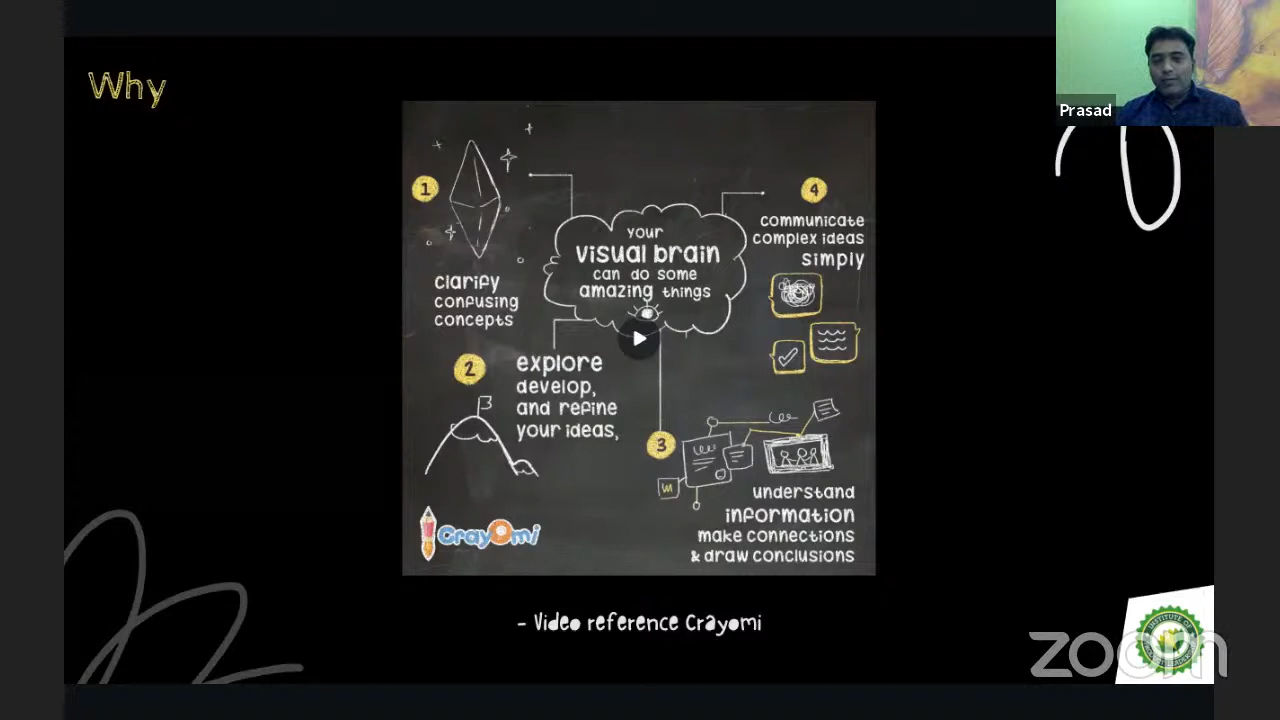 Why
Prasad
your
visual brain
can do some
amazing things
1
clarify
confusing
concepts
2
explore
develop,
and refine
your ideas,
3
understand
information
make connections
& draw conclusions
4
communicate
complex ideas
simply
W
CrayOmi
- Video reference Crayomi
INSTITUTE OF
zoom